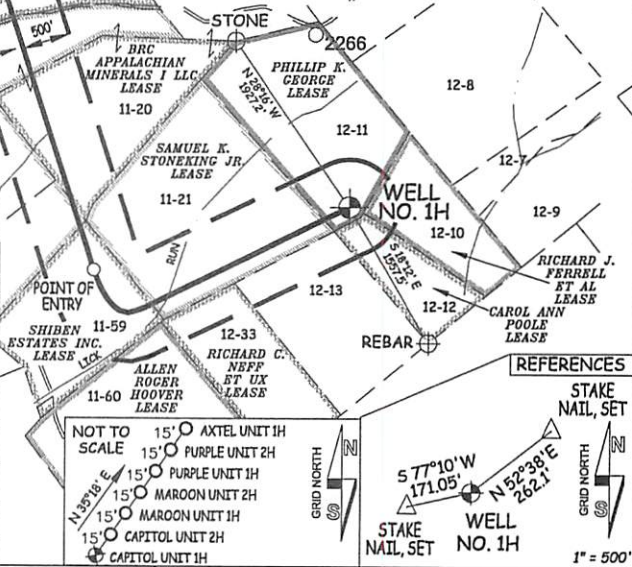 STONE
2266
500'
BRC
APPALACHIAN
MINERALS I LLC
LEASE
11-20
PHILLIP K.
GEORGE
LEASE
12-8
N 28°16' W
1927.2'
12-11
SAMUEL K.
STONEKING JR.
LEASE
11-21
12-7
WELL
NO. 1H
12-9
12-10
RUN
S 18°12' E
1557.5'
RICHARD J.
FERRELL
ET AL
LEASE
POINT OF
ENTRY
12-13
12-12
CAROL ANN
POOLE
LEASE
SHIBEN
ESTATES INC.
LEASE
11-59
12-33
RICHARD C.
NEFF
ET UX
LEASE
REBAR
LICK
11-60
ALLEN
ROGER
HOOVER
LEASE
REFERENCES
STAKE
NAIL, SET
NOT TO
SCALE
N 35°18' E
15' AXTEL UNIT 1H
15' PURPLE UNIT 2H
15' PURPLE UNIT 1H
15' MAROON UNIT 2H
15' MAROON UNIT 1H
15' CAPITOL UNIT 2H
CAPITOL UNIT 1H
GRID NORTH
N
S
S 77°10' W
171.05'
N 52°38'E
262.1'
STAKE
NAIL, SET
WELL
NO. 1H
GRID NORTH
N
S
1" = 500'